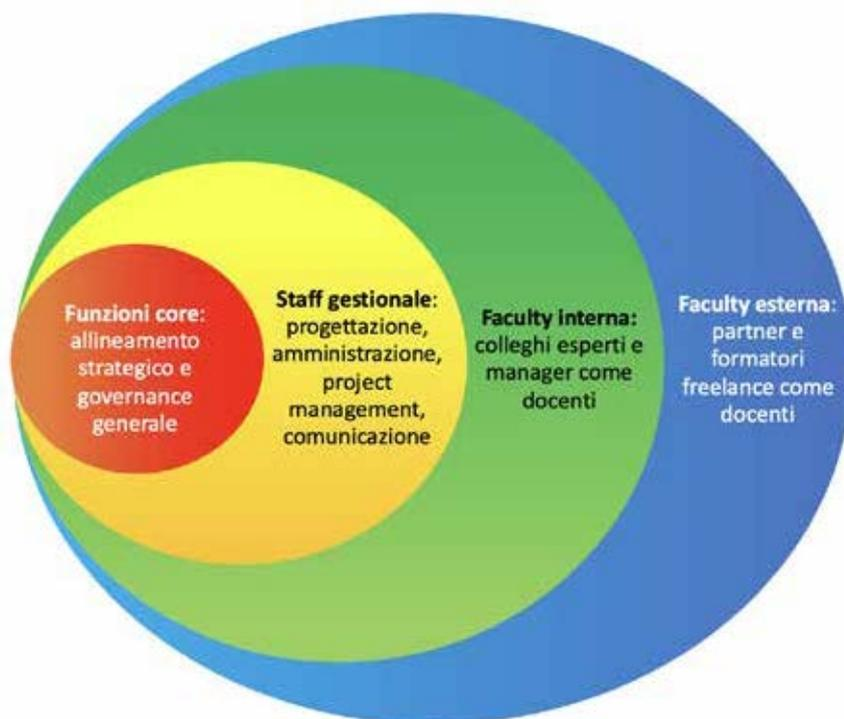 Funzioni core:
allineamento
strategico e
governance
generale
Staff gestionale:
progettazione,
amministrazione,
project
management,
comunicazione
Faculty interna:
colleghi esperti e
manager come
docenti
Faculty esterna:
partner e
formatori
freelance come
docenti